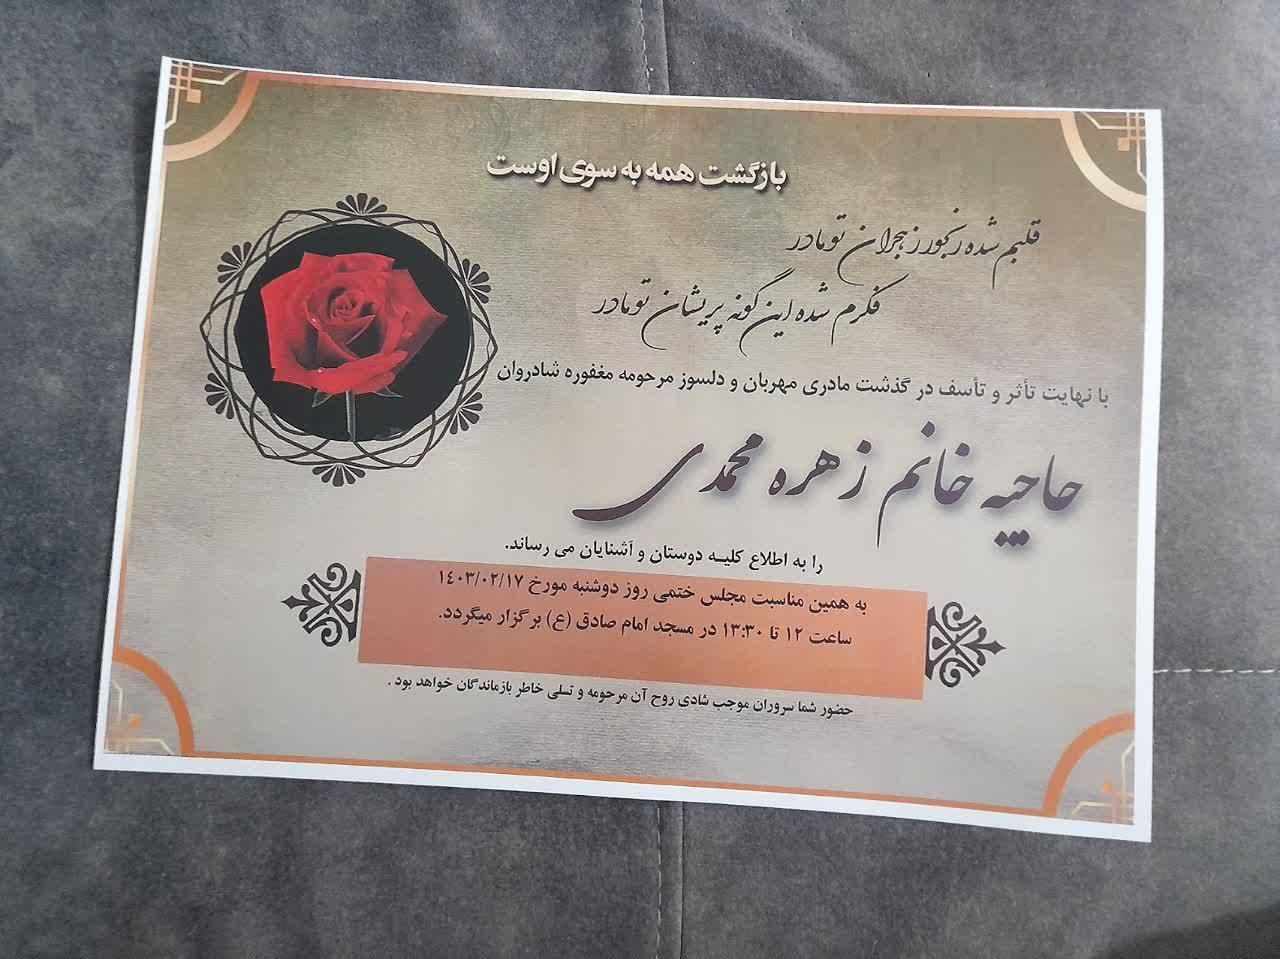 بازگشت همه به سوی اوست
قلبم شده رنجور ز هجران تو مادر
فکرم شده این گونه پریشان تو مادر
با نهایت تأثر و تأسف در گذشت مادری مهربان و دلسوز مرحومه مغفوره شادروان
حاجیه خانم زهره محمدی
را به اطلاع کلیـه دوستان و آشنایان می رساند.
به همین مناسبت مجلس ختمی روز دوشنبه مورخ ۱٤۰۳/۰۲/۱۷
ساعت ۱۲ تا ۱۳:۳۰ در مسجد امام صادق (ع) برگزار میگردد.
حضور شما سروران موجب شادی روح آن مرحومه و تسلی خاطر بازماندگان خواهد بود .